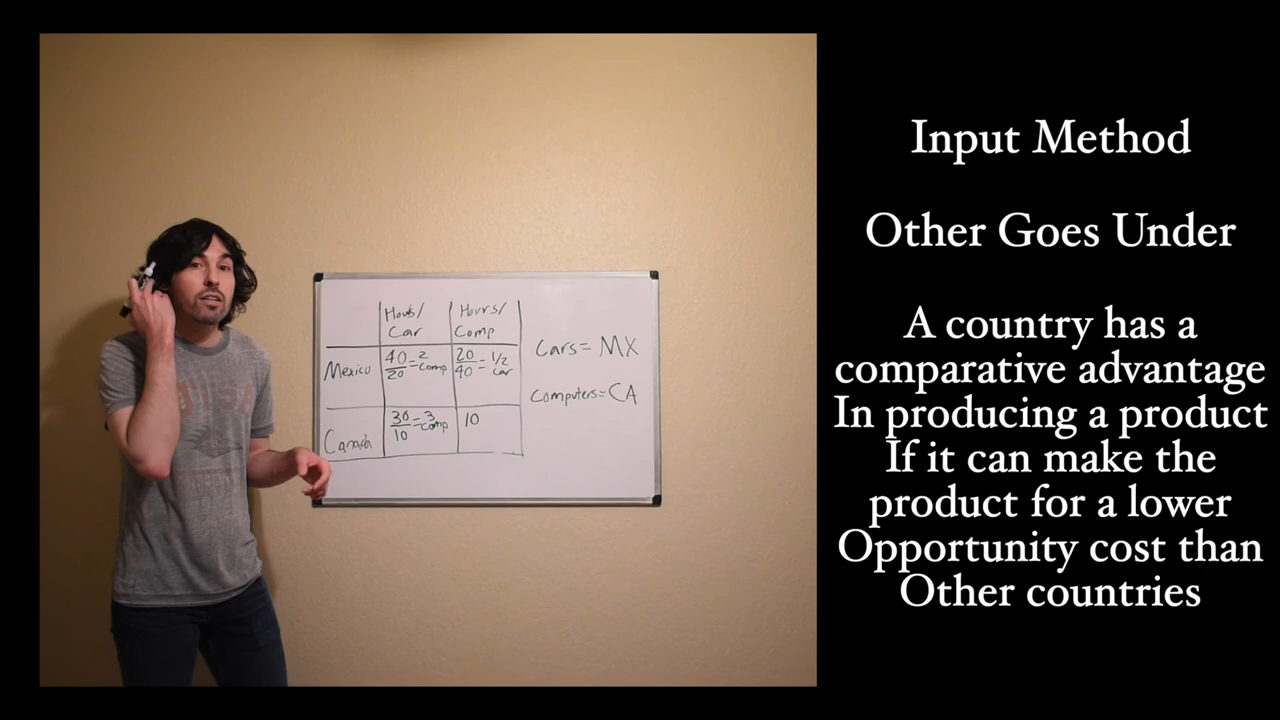 Input Method
Other Goes Under
A country has a
comparative advantage
In producing a product
If it can make the
product for a lower
Opportunity cost than
Other countries
Hours/ Car
Hours/ Comp
Mexico 40/20 = 2 comp 20/40 = 1/2 car
Canada 30/10 = 3 comp 10
Cars= MX
Computers= CA